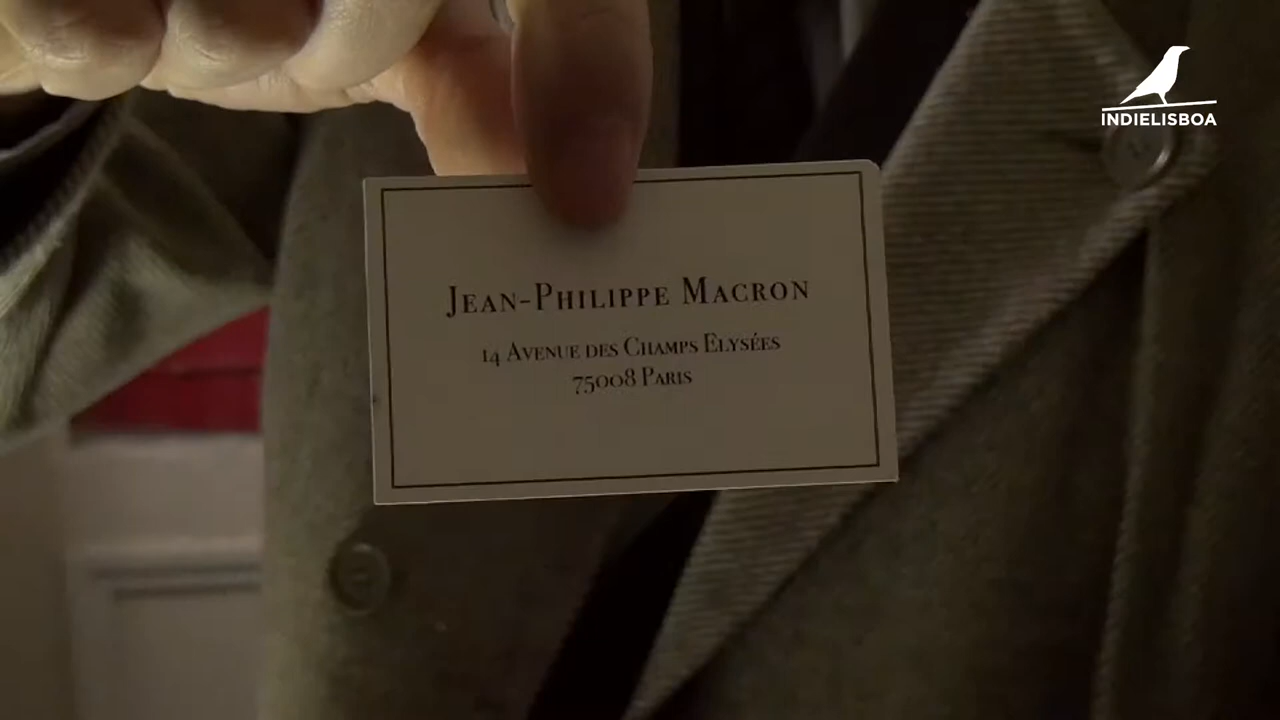 INDIELISBOA
Jean-Philippe Macron
14 Avenue des Champs Elysées
75008 Paris